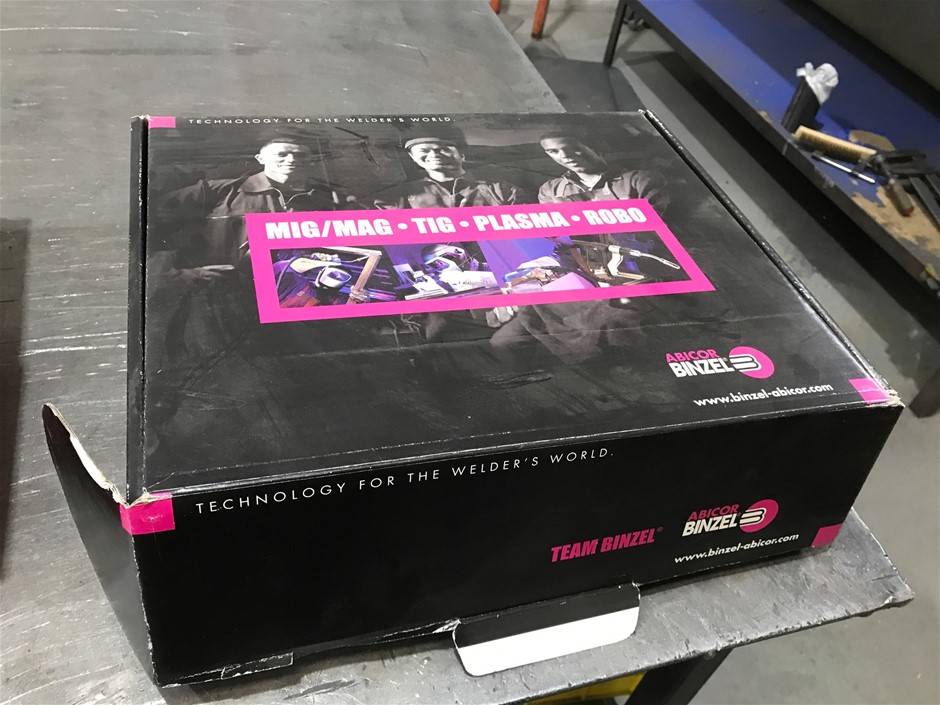 TECHNOLOGY FOR THE WELDER'S WORLD.
MIG/MAG • TIG • PLASMA • ROBO
ABICOR
BINZEL
www.binzel-abicor.com
TECHNOLOGY FOR THE WELDER'S WORLD.
TEAM BINZEL®
ABICOR
BINZEL®
www.binzel-abicor.com